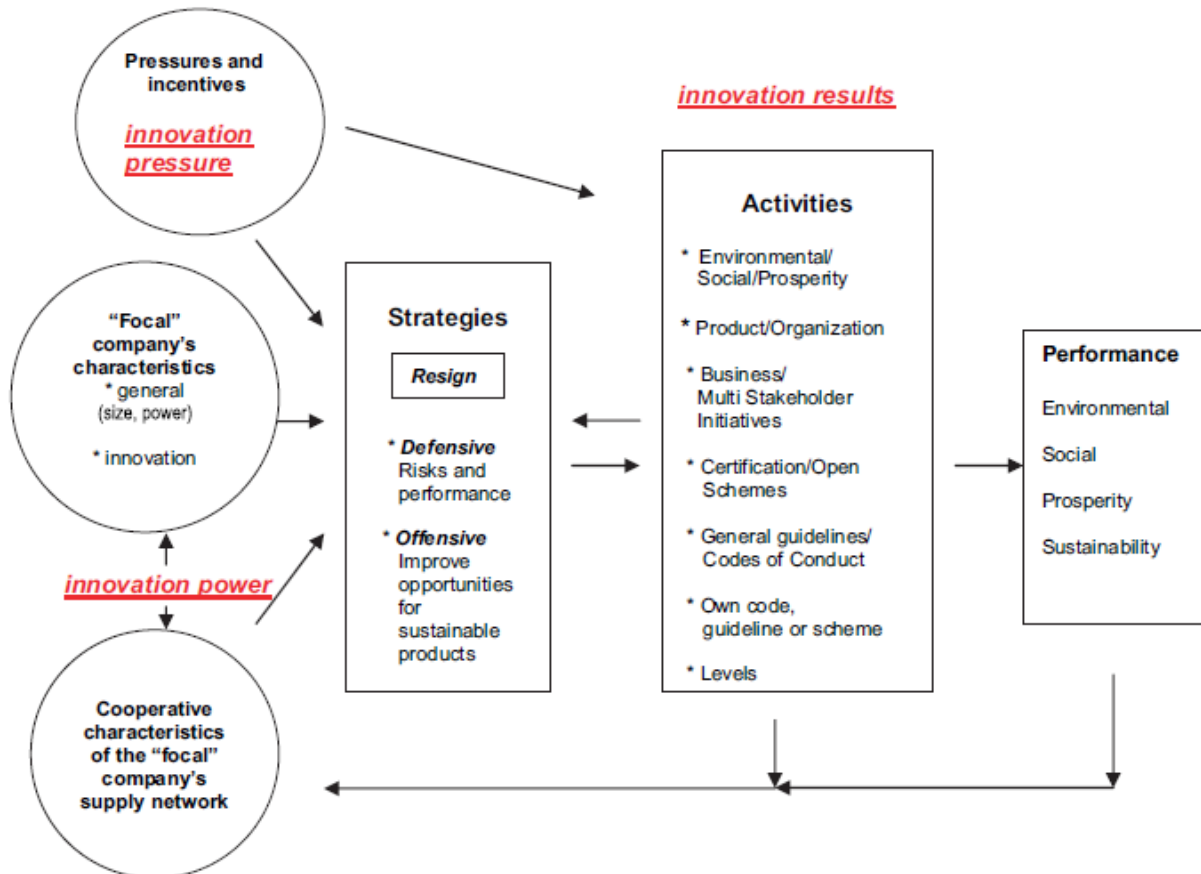 Pressures and
incentives
innovation
pressure
innovation results
"Focal"
company's
characteristics
* general
(size, power)
* innovation
innovation power
Cooperative
characteristics
of the "focal"
company's
supply network
Strategies
Resign
* Defensive
Risks and
performance
* Offensive
Improve
opportunities
for
sustainable
products
Activities
* Environmental/
Social/Prosperity
* Product/Organization
* Business/
Multi Stakeholder
Initiatives
* Certification/Open
Schemes
* General guidelines/
Codes of Conduct
* Own code,
guideline or scheme
* Levels
Performance
Environmental
Social
Prosperity
Sustainability